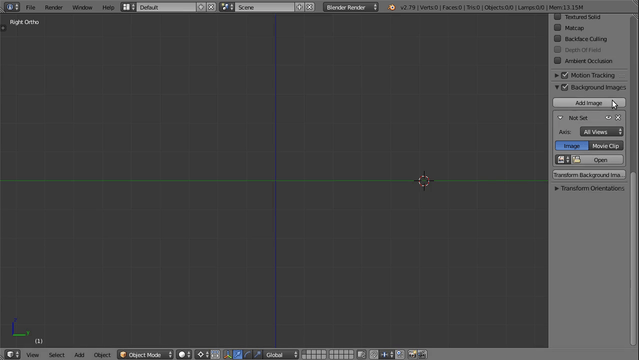 File Render Window Help Default Scene Blender Render v2.79 | Verts:0 | Faces:0 | Tris:0 | Objects:0/0 | Lamps:0/0 | Mem:13.15M
Right Ortho
Textured Solid
Matcap
Backface Culling
Depth Of Field
Ambient Occlusion
Motion Tracking
Background Images
Add Image
Not Set
Axis: All Views
Image Movie Clip
Open
Transform Background Ima...
Transform Orientations
(1)
View Select Add Object Object Mode Global